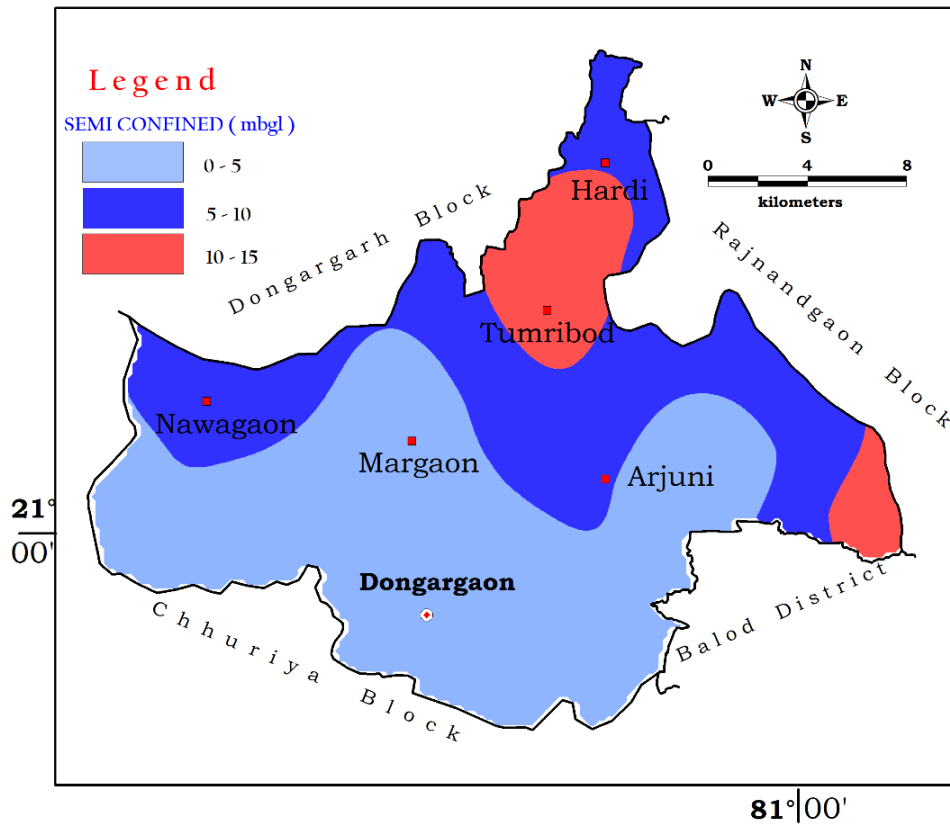 Legend
SEMI CONFINED ( mbgl )
0 - 5
5 - 10
10 - 15
N
W E
S
0 4 8
kilometers
Dongargarh Block
Rajnandgaon Block
Hardi
Tumribod
Nawagaon
Margaon
Arjuni
21°
00'
Dongargaon
Chhuriya Block
Balod District
81° 00'